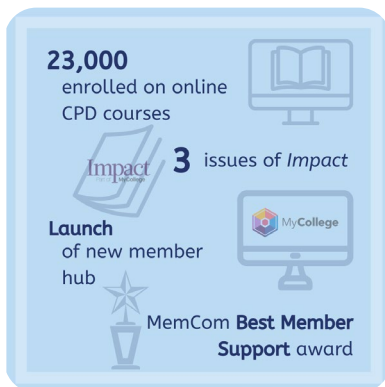 23,000
enrolled on online
CPD courses
Impact
MyCollege
3 issues of Impact
MyCollege
Launch
of new member
hub
MemCom Best Member
Support award